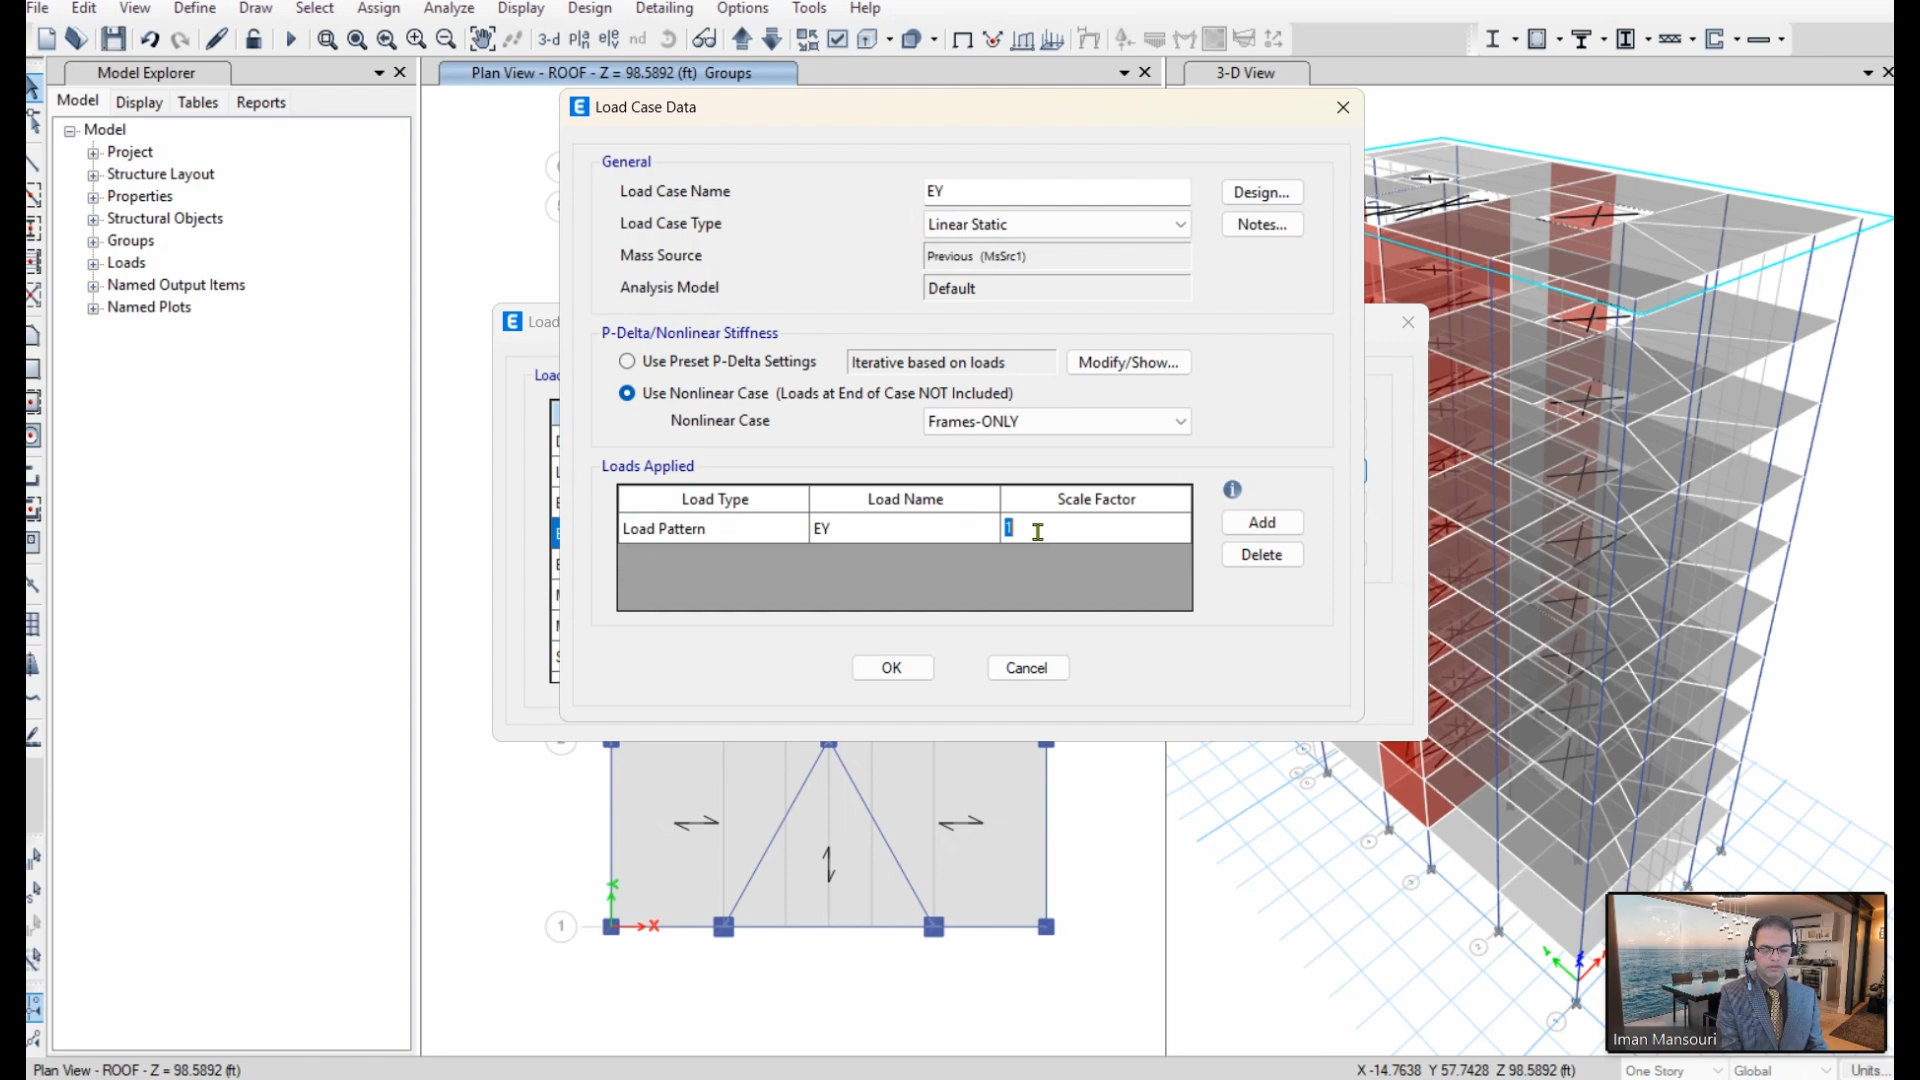 File Edit View Define Draw Select Assign Analyze Display Design Detailing Options Tools Help
3-d Plan elev nd
Model Explorer
Model Display Tables Reports
Model
Project
Structure Layout
Properties
Structural Objects
Groups
Loads
Named Output Items
Named Plots
Plan View - ROOF - Z = 98.5892 (ft) Groups
3-D View
E Load Case Data
General
Load Case Name EY Design...
Load Case Type Linear Static Notes...
Mass Source Previous (MsSrc1)
Analysis Model Default
P-Delta/Nonlinear Stiffness
Use Preset P-Delta Settings Iterative based on loads Modify/Show...
Use Nonlinear Case (Loads at End of Case NOT Included)
Nonlinear Case Frames-ONLY
Loads Applied
Load Type Load Name Scale Factor
Load Pattern EY 1
Add
Delete
OK Cancel
E Load
Load
1
X
X
Iman Mansouri
Plan View - ROOF - Z = 98.5892 (ft)
X -14.7638 Y 57.7428 Z 98.5892 (ft)
One Story
Global
Units...